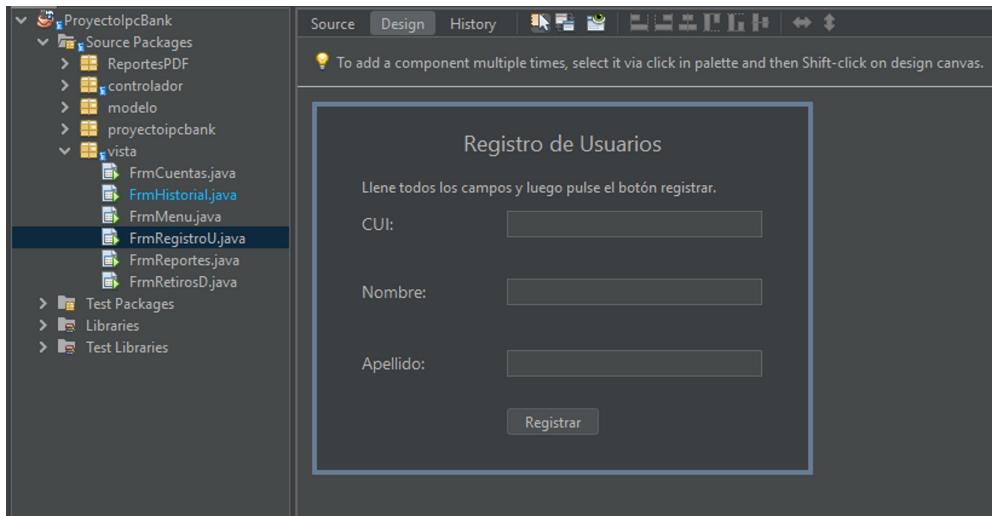 ProyectoIpcBank
Source Packages
ReportesPDF
controlador
modelo
proyectoipcbank
vista
FrmCuentas.java
FrmHistorial.java
FrmMenu.java
FrmRegistroU.java
FrmReportes.java
FrmRetirosD.java
Test Packages
Libraries
Test Libraries
Source Design History
To add a component multiple times, select it via click in palette and then Shift-click on design canvas.
Registro de Usuarios
Llene todos los campos y luego pulse el botón registrar.
CUI:
Nombre:
Apellido:
Registrar